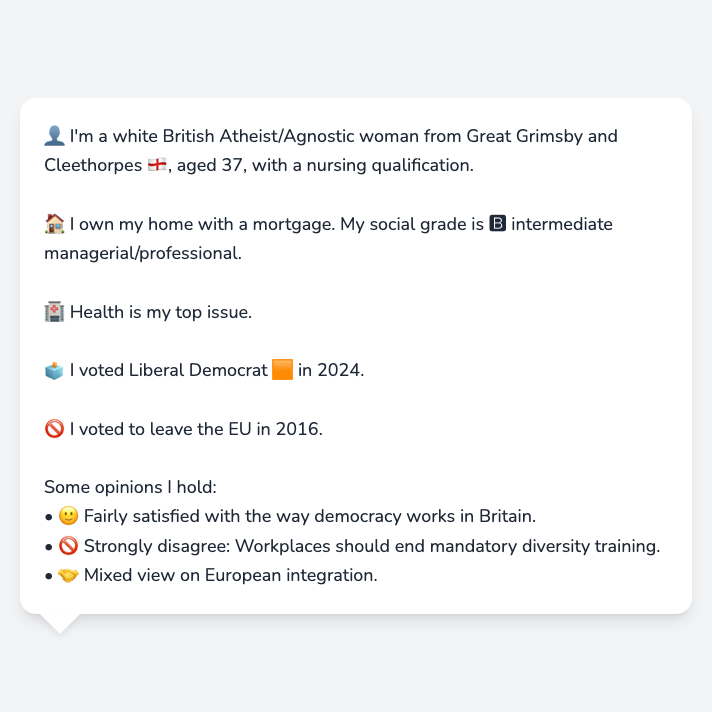 👤 I'm a white British Atheist/Agnostic woman from Great Grimsby and
Cleethorpes 🏴󠁧󠁢󠁥󠁮󠁧󠁿, aged 37, with a nursing qualification.
🏠 I own my home with a mortgage. My social grade is 🅱 intermediate
managerial/professional.
🏥 Health is my top issue.
🗳️ I voted Liberal Democrat 🟧 in 2024.
🚫 I voted to leave the EU in 2016.
Some opinions I hold:
• 🙂 Fairly satisfied with the way democracy works in Britain.
• 🚫 Strongly disagree: Workplaces should end mandatory diversity training.
• 🤝 Mixed view on European integration.